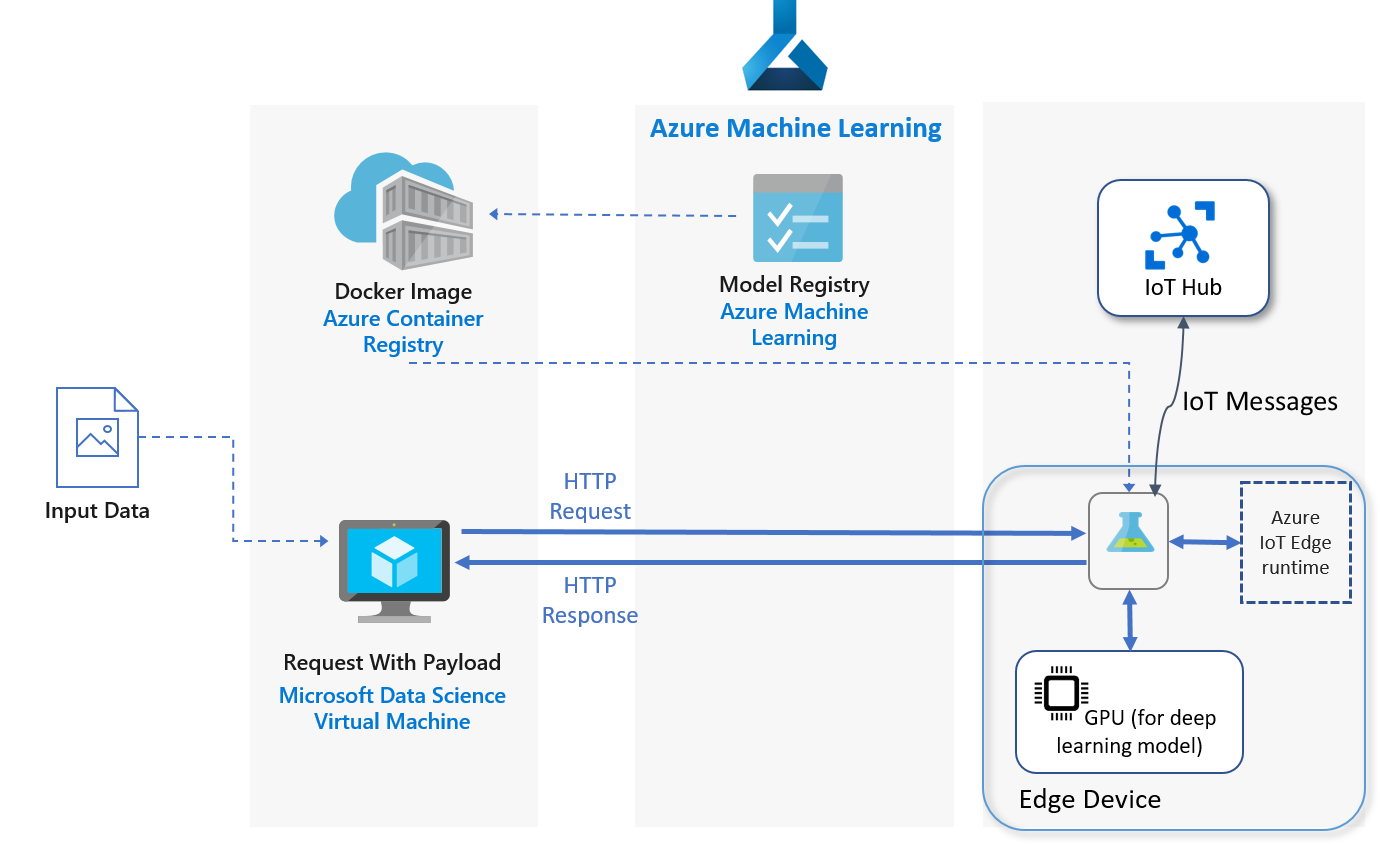 Azure Machine Learning
Docker Image
Azure Container
Registry
Model Registry
Azure Machine
Learning
IoT Hub
IoT Messages
Input Data
HTTP
Request
HTTP
Response
Request With Payload
Microsoft Data Science
Virtual Machine
Azure
IoT Edge
runtime
GPU (for deep
learning model)
Edge Device